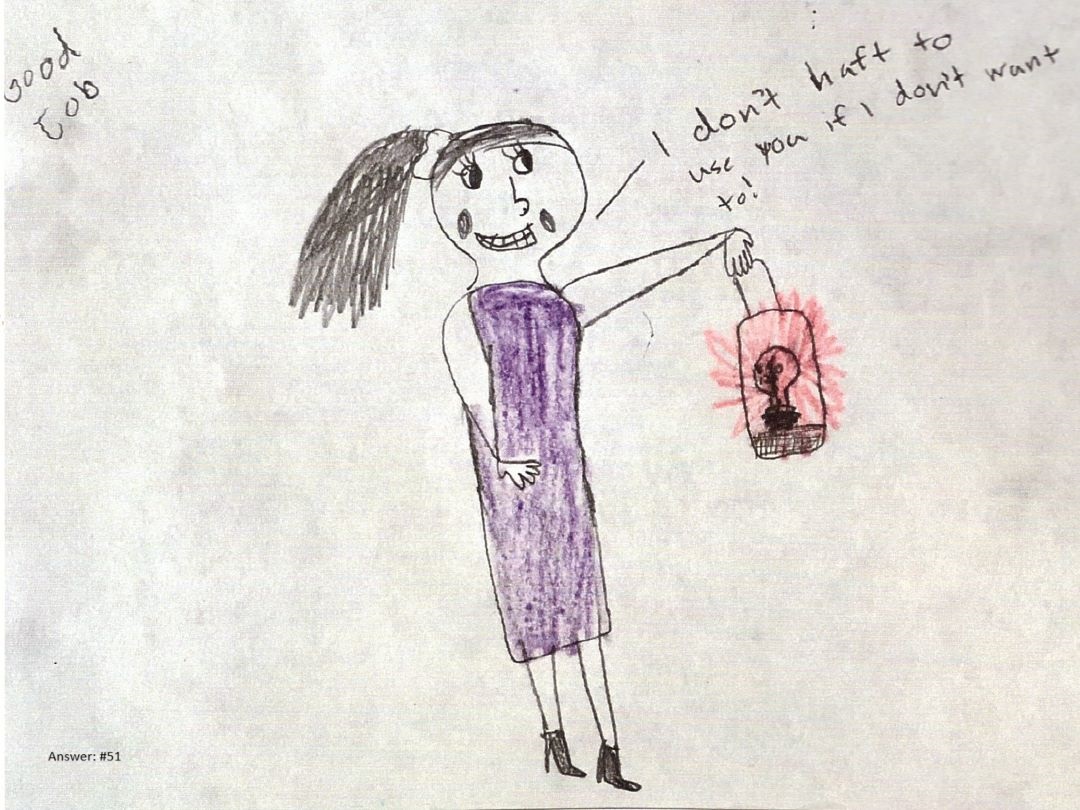 Good
Job
I don't haft to
use you if I don't want
to!
Answer: #51